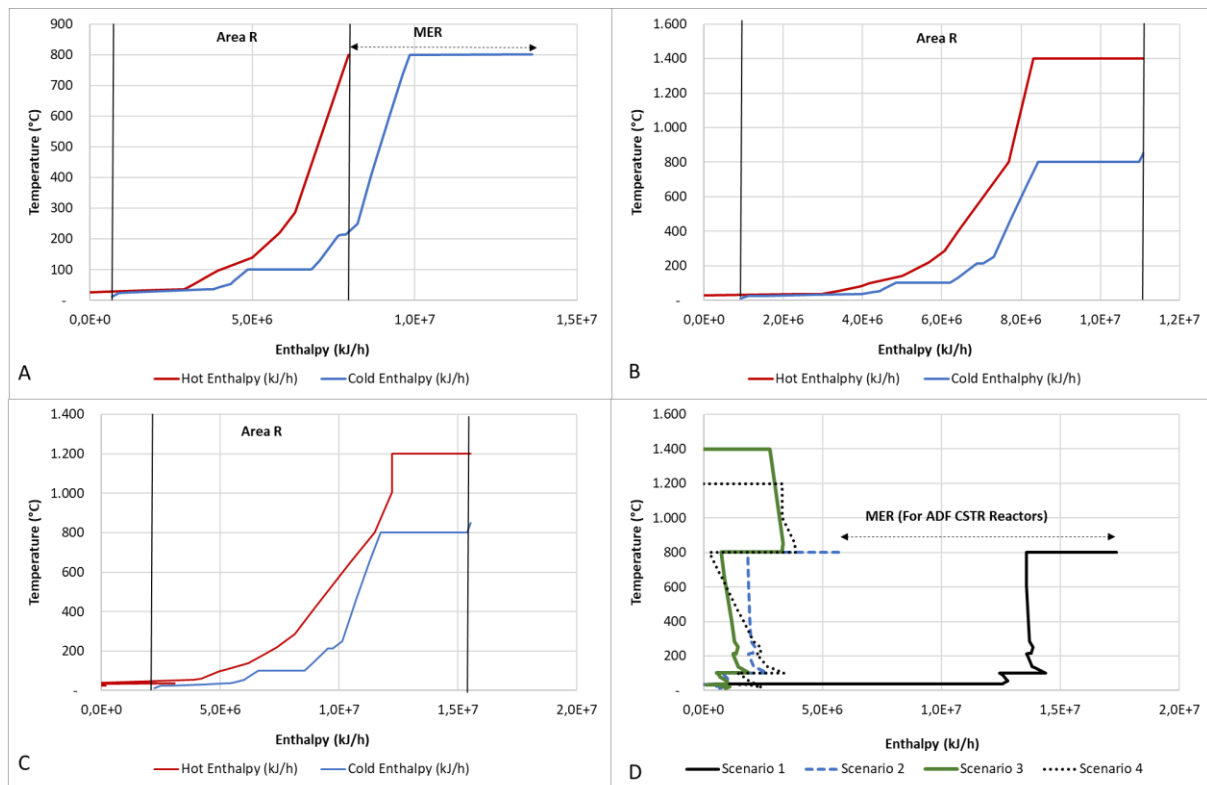 900
800
700
600
500
400
300
200
100
-
Temperature (°C)
Area R
MER
0,0E+0
5,0E+6
1,0E+7
1,5E+7
Enthalpy (kJ/h)
A
Hot Enthalpy (kJ/h)
Cold Enthalpy (kJ/h)
1.400
1.200
1.000
800
600
400
200
-
Temperature (°C)
Area R
0,0E+0
2,0E+6
4,0E+6
6,0E+6
8,0E+6
1,0E+7
1,2E+7
Enthalpy (kJ/h)
B
Hot Enthalphy (kJ/h)
Cold Enthalphy (kJ/h)
1.400
1.200
1.000
800
600
400
200
-
Temperature (°C)
Area R
0,0E+0
5,0E+6
1,0E+7
1,5E+7
2,0E+7
Enthalpy (kJ/h)
C
Hot Enthalpy (kJ/h)
Cold Enthalpy (kJ/h)
1.600
1.400
1.200
1.000
800
600
400
200
-
Temperature (°C)
MER (For ADF CSTR Reactors)
0,0E+0
5,0E+6
1,0E+7
1,5E+7
2,0E+7
Enthalpy (kJ/h)
D
Scenario 1
Scenario 2
Scenario 3
Scenario 4